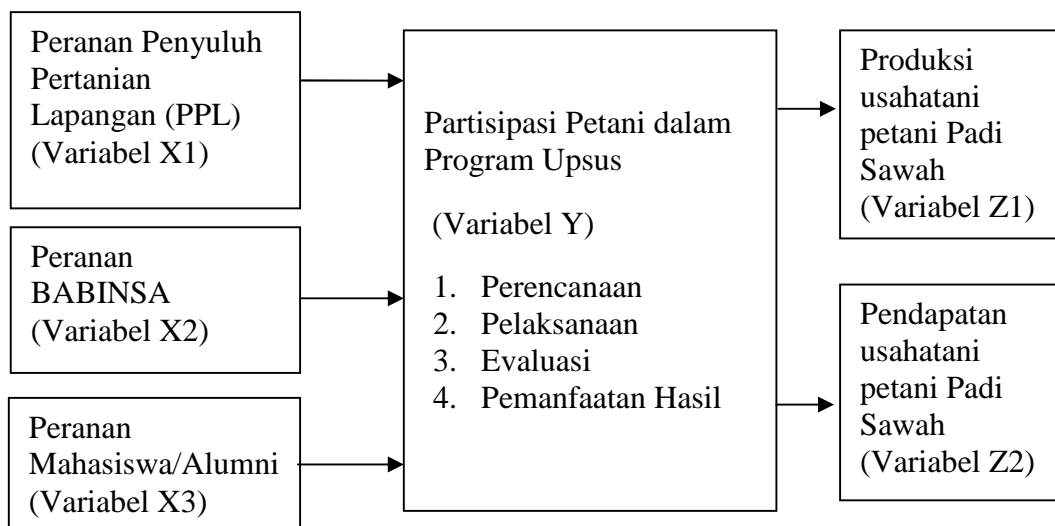 Peranan Penyuluh
Pertanian
Lapangan (PPL)
(Variabel X1)
Peranan
BABINSA
(Variabel X2)
Peranan
Mahasiswa/Alumni
(Variabel X3)
Partisipasi Petani dalam
Program Upsus
(Variabel Y)
1. Perencanaan
2. Pelaksanaan
3. Evaluasi
4. Pemanfaatan Hasil
Produksi
usahatani
petani Padi
Sawah
(Variabel Z1)
Pendapatan
usahatani
petani Padi
Sawah
(Variabel Z2)